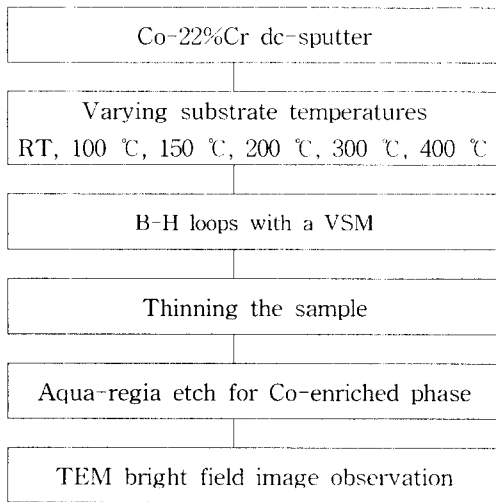 Co-22%Cr dc-sputter
Varying substrate temperatures
RT, 100 ℃, 150 ℃, 200 ℃, 300 ℃, 400 ℃
B-H loops with a VSM
Thinning the sample
Aqua-regia etch for Co-enriched phase
TEM bright field image observation